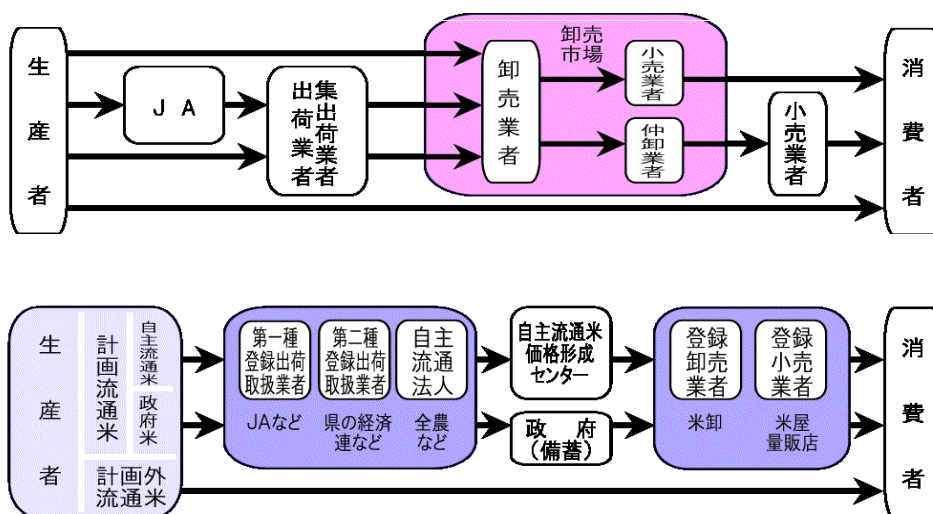 生産者
JA
集出荷業者
出荷業者
卸売
市場
卸売業者
小売業者
仲卸業者
小売業者
消費者
生産者
計画流通米
自主流通米
政府米
計画外
流通米
第一種
登録出荷
取扱業者
JAなど
第二種
登録出荷
取扱業者
県の経済
連など
自主
流通
法人
全農
など
自主流通米
価格形成
センター
政府
(備蓄)
登録
卸売
業者
米卸
登録
小売
業者
米屋
量販店
消費者